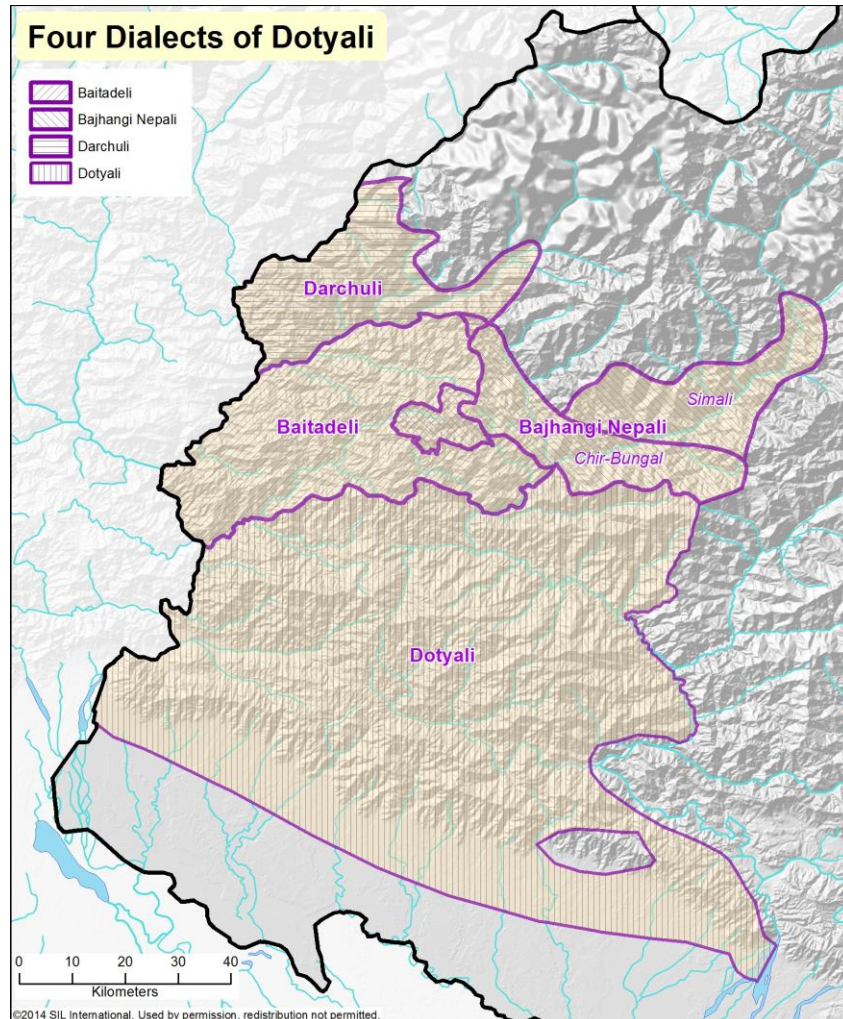 Four Dialects of Dotyali
Baitadeli
Bajhangi Nepali
Darchuli
Dotyali
Darchuli
Simali
Baitadeli
Bajhangi Nepali
Chir-Bungal
Dotyali
0 10 20 30 40
Kilometers
©2014 SIL International. Used by permission, redistribution not permitted.